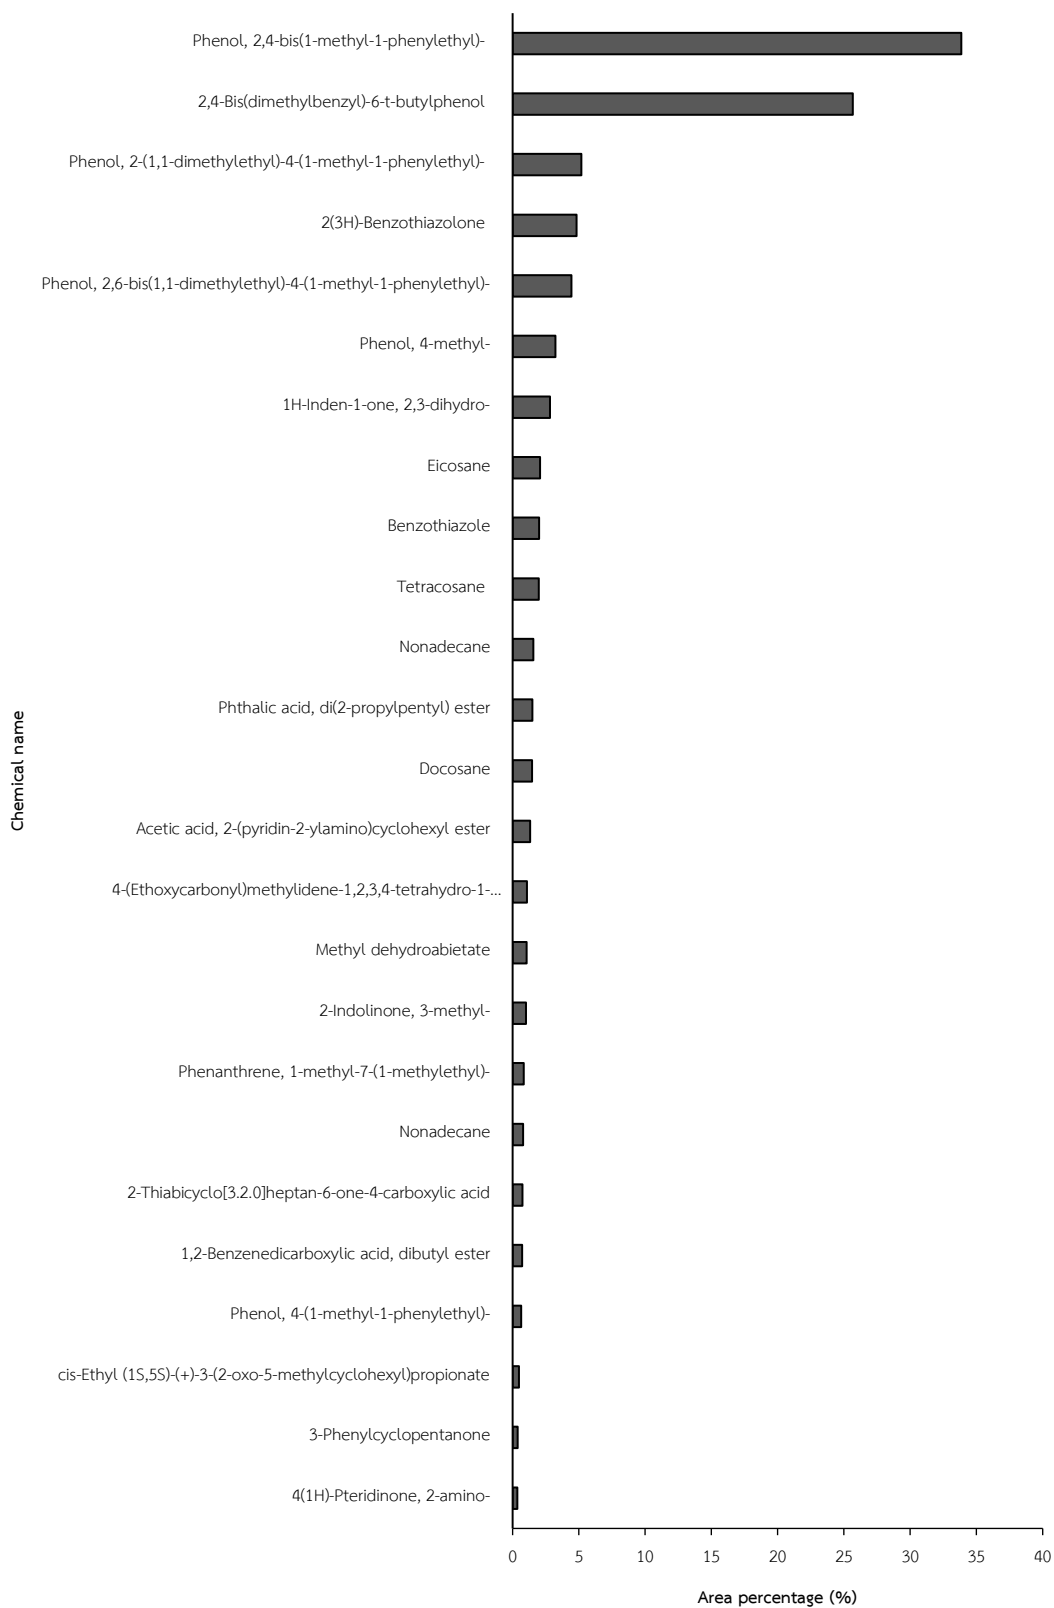 Phenol, 2,4-bis(1-methyl-1-phenylethyl)-
2,4-Bis(dimethylbenzyl)-6-t-butylphenol
Phenol, 2-(1,1-dimethylethyl)-4-(1-methyl-1-phenylethyl)-
2(3H)-Benzothiazolone
Phenol, 2,6-bis(1,1-dimethylethyl)-4-(1-methyl-1-phenylethyl)-
Phenol, 4-methyl-
1H-Inden-1-one, 2,3-dihydro-
Eicosane
Benzothiazole
Tetracosane
Nonadecane
Phthalic acid, di(2-propylpentyl) ester
Docosane
Acetic acid, 2-(pyridin-2-ylamino)cyclohexyl ester
4-(Ethoxycarbonyl)methylidene-1,2,3,4-tetrahydro-1-...
Methyl dehydroabietate
2-Indolinone, 3-methyl-
Phenanthrene, 1-methyl-7-(1-methylethyl)-
Nonadecane
2-Thiabicyclo[3.2.0]heptan-6-one-4-carboxylic acid
1,2-Benzenedicarboxylic acid, dibutyl ester
Phenol, 4-(1-methyl-1-phenylethyl)-
cis-Ethyl (1S,5S)-(+)-3-(2-oxo-5-methylcyclohexyl)propionate
3-Phenylcyclopentanone
4(1H)-Pteridinone, 2-amino-
Chemical name
0 5 10 15 20 25 30 35 40
Area percentage (%)